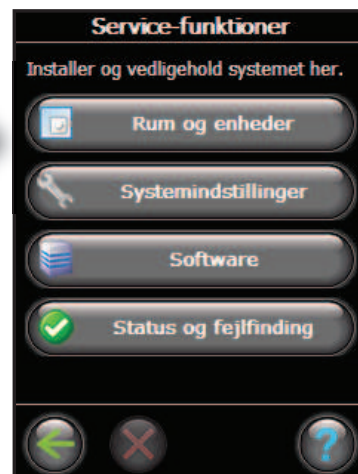 Service-funktioner
Installer og vedligehold systemet her.
Rum og enheder
Systemindstillinger
Software
Status og fejlfinding
?